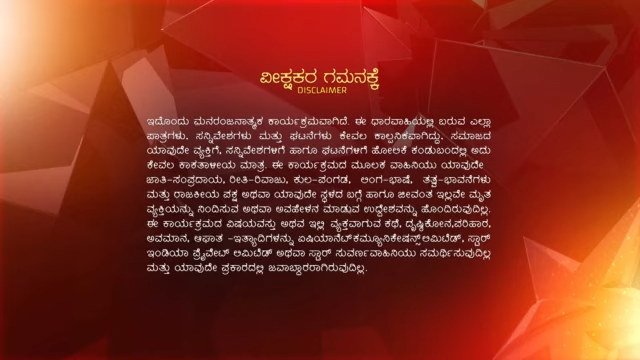 ವೀಕ್ಷಕರ ಗಮನಕ್ಕೆ
DISCLAIMER
ಇದೊಂದು ಮನರಂಜನಾತ್ಮಕ ಕಾರ್ಯಕ್ರಮವಾಗಿದೆ. ಈ ಧಾರಾವಾಹಿಯಲ್ಲಿ ಬರುವ ಎಲ್ಲಾ
ಪಾತ್ರಗಳು, ಸನ್ನಿವೇಶಗಳು ಮತ್ತು ಘಟನೆಗಳು ಕೇವಲ ಕಾಲ್ಪನಿಕವಾಗಿದ್ದು, ಸಮಾಜದ
ಯಾವುದೇ ವ್ಯಕ್ತಿಗೆ, ಸನ್ನಿವೇಶಗಳಿಗೆ ಹಾಗೂ ಘಟನೆಗಳಿಗೆ ಹೋಲಿಕೆ ಕಂಡುಬಂದಲ್ಲಿ ಅದು
ಕೇವಲ ಕಾಕತಾಳೀಯ ಮಾತ್ರ. ಈ ಕಾರ್ಯಕ್ರಮದ ಮೂಲಕ ವಾಹಿನಿಯು ಯಾವುದೇ
ಜಾತಿ-ಸಂಪ್ರದಾಯ, ರೀತಿ-ರಿವಾಜು, ಕುಲ-ಪಂಗಡ, ಲಿಂಗ-ಭಾಷೆ, ತತ್ವ-ಭಾವನೆಗಳು
ಮತ್ತು ರಾಜಕೀಯ ಪಕ್ಷ ಅಥವಾ ಯಾವುದೇ ಸ್ಥಳದ ಬಗ್ಗೆ ಹಾಗೂ ಜೀವಂತ ಇಲ್ಲವೇ ಮೃತ
ವ್ಯಕ್ತಿಯನ್ನು ನಿಂದಿಸುವ ಅಥವಾ ಅವಹೇಳನ ಮಾಡುವ ಉದ್ದೇಶವನ್ನು ಹೊಂದಿರುವುದಿಲ್ಲ.
ಈ ಕಾರ್ಯಕ್ರಮದ ವಿಷಯವಸ್ತು ಅಥವ ಇಲ್ಲಿ ವ್ಯಕ್ತವಾಗುವ ಕಥೆ, ದೃಷ್ಟಿಕೋನ,ಪರಿಹಾರ,
ಅವಮಾನ, ಆಘಾತ -ಇತ್ಯಾದಿಗಳನ್ನು ಏಷಿಯಾನೆಟ್‌ಕಮ್ಯೂನಿಕೇಷನ್ಸ್ ಲಿಮಿಟೆಡ್, ಸ್ಟಾರ್
ಇಂಡಿಯಾ ಪ್ರೈವೇಟ್ ಲಿಮಿಟೆಡ್ ಅಥವಾ ಸ್ಟಾರ್ ಸುವರ್ಣವಾಹಿನಿಯು ಸಮರ್ಥಿಸುವುದಿಲ್ಲ
ಮತ್ತು ಯಾವುದೇ ಪ್ರಕಾರದಲ್ಲಿ ಜವಾಬ್ದಾರರಾಗಿರುವುದಿಲ್ಲ.